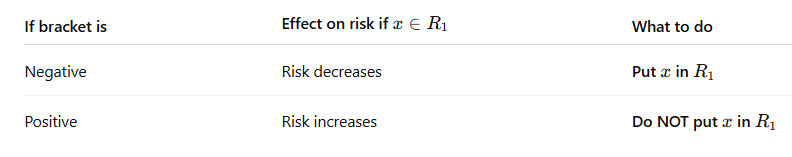 If bracket is Effect on risk if x ∈ R₁ What to do
Negative Risk decreases Put x in R₁
Positive Risk increases Do NOT put x in R₁